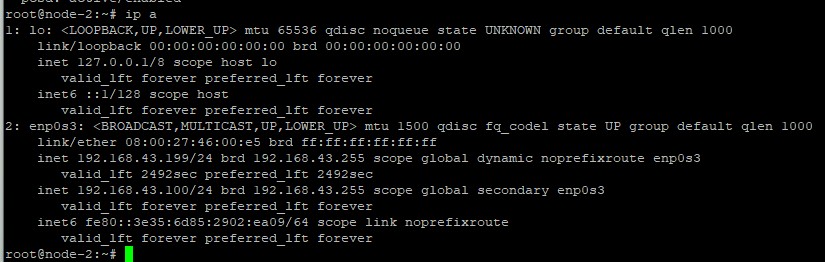 root@node-2:~# ip a
1: lo: <LOOPBACK,UP,LOWER_UP> mtu 65536 qdisc noqueue state UNKNOWN group default qlen 1000
    link/loopback 00:00:00:00:00:00 brd 00:00:00:00:00:00
    inet 127.0.0.1/8 scope host lo
       valid_lft forever preferred_lft forever
    inet6 ::1/128 scope host
       valid_lft forever preferred_lft forever
2: enp0s3: <BROADCAST,MULTICAST,UP,LOWER_UP> mtu 1500 qdisc fq_codel state UP group default qlen 1000
    link/ether 08:00:27:46:00:e5 brd ff:ff:ff:ff:ff:ff
    inet 192.168.43.199/24 brd 192.168.43.255 scope global dynamic noprefixroute enp0s3
       valid_lft 2492sec preferred_lft 2492sec
    inet 192.168.43.100/24 brd 192.168.43.255 scope global secondary enp0s3
       valid_lft forever preferred_lft forever
    inet6 fe80::3e35:6d85:2902:ea09/64 scope link noprefixroute
       valid_lft forever preferred_lft forever
root@node-2:~#